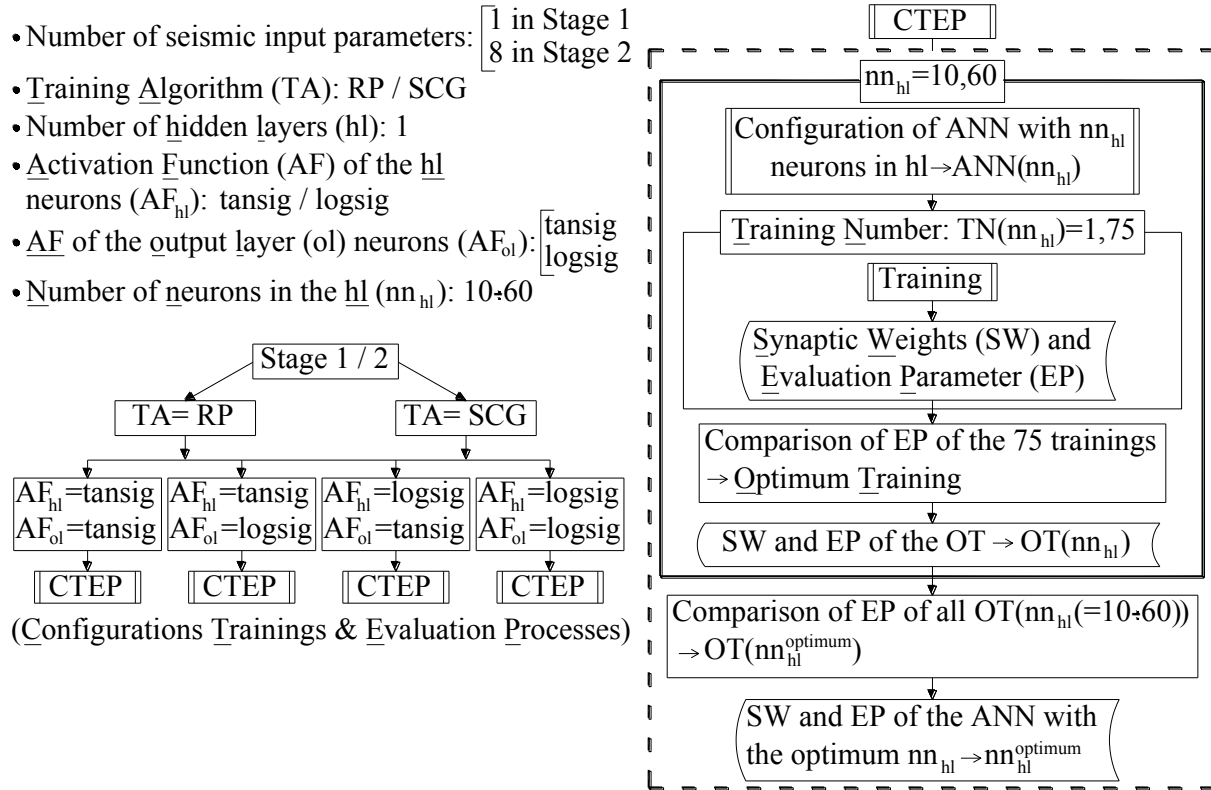 • Number of seismic input parameters: 1 in Stage 1
8 in Stage 2
• Training Algorithm (TA): RP / SCG
• Number of hidden layers (hl): 1
• Activation Function (AF) of the hl
neurons (AFhl): tansig / logsig
• AF of the output layer (ol) neurons (AFol): tansig
logsig
• Number of neurons in the hl (nnhl): 10÷60
Stage 1 / 2
TA= RP
TA= SCG
AFhl=tansig
AFol=tansig
AFhl=tansig
AFol=logsig
AFhl=logsig
AFol=tansig
AFhl=logsig
AFol=logsig
CTEP
CTEP
CTEP
CTEP
(Configurations Trainings & Evaluation Processes)
CTEP
nnhl=10,60
Configuration of ANN with nnhl
neurons in hl→ANN(nnhl)
Training Number: TN(nnhl)=1,75
Training
Synaptic Weights (SW) and
Evaluation Parameter (EP)
Comparison of EP of the 75 trainings
→Optimum Training
SW and EP of the OT→OT(nnhl)
Comparison of EP of all OT(nnhl(=10÷60))
→OT(nnhl^optimum)
SW and EP of the ANN with
the optimum nnhl→nnhl^optimum